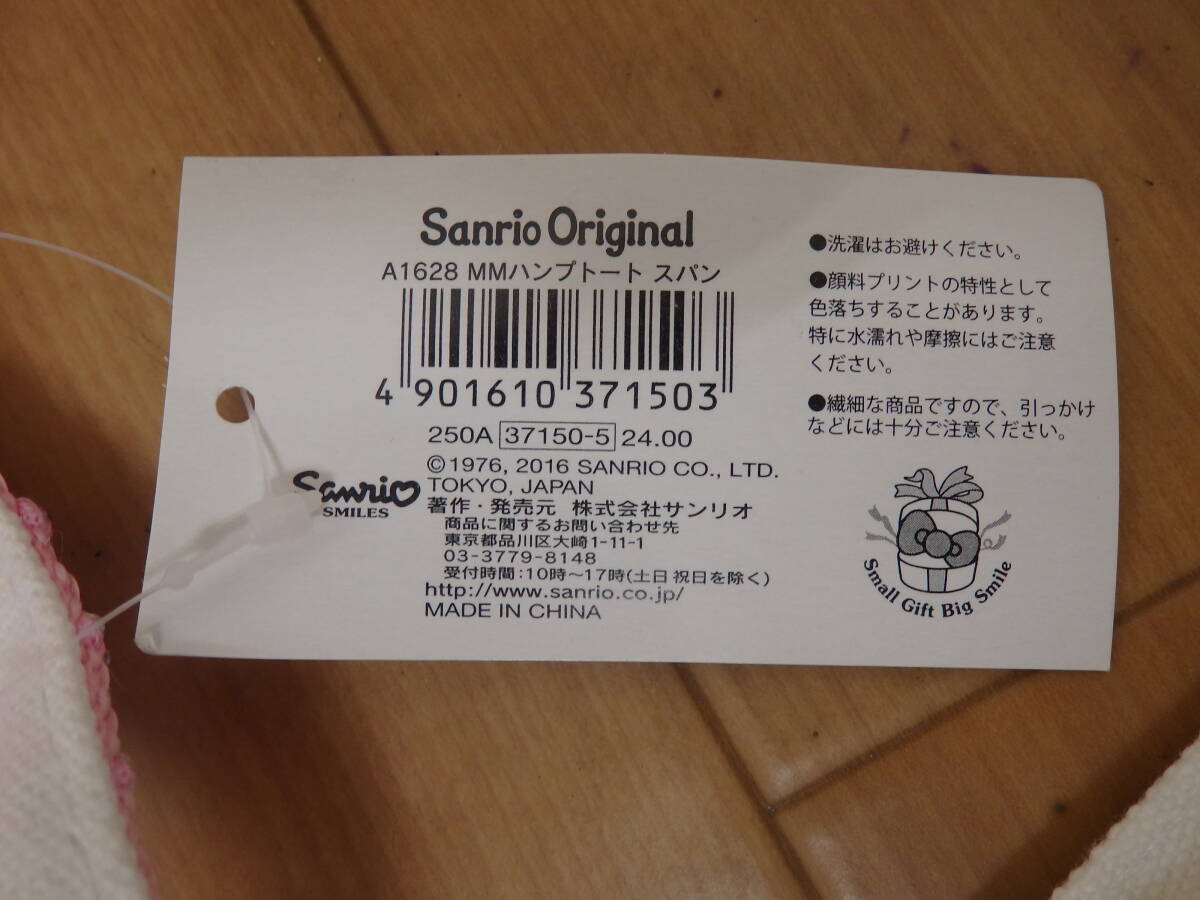 Sanrio Original
A1628 MMハンプトート スパン
4 901610 371503
250A 37150-5 24.00
©1976, 2016 SANRIO CO., LTD.
TOKYO, JAPAN
著作・発売元 株式会社サンリオ
商品に関するお問い合わせ先
東京都品川区大崎1-11-1
03-3779-8148
受付時間:10時～17時(土日祝日を除く)
http://www.sanrio.co.jp/
MADE IN CHINA
Sanrio
SMILES
●洗濯はお避けください。
●顔料プリントの特性として
色落ちすることがあります。
特に水濡れや摩擦にはご注意
ください。
●繊細な商品ですので、引っかけ
などには十分ご注意ください。
Small Gift Big Smile